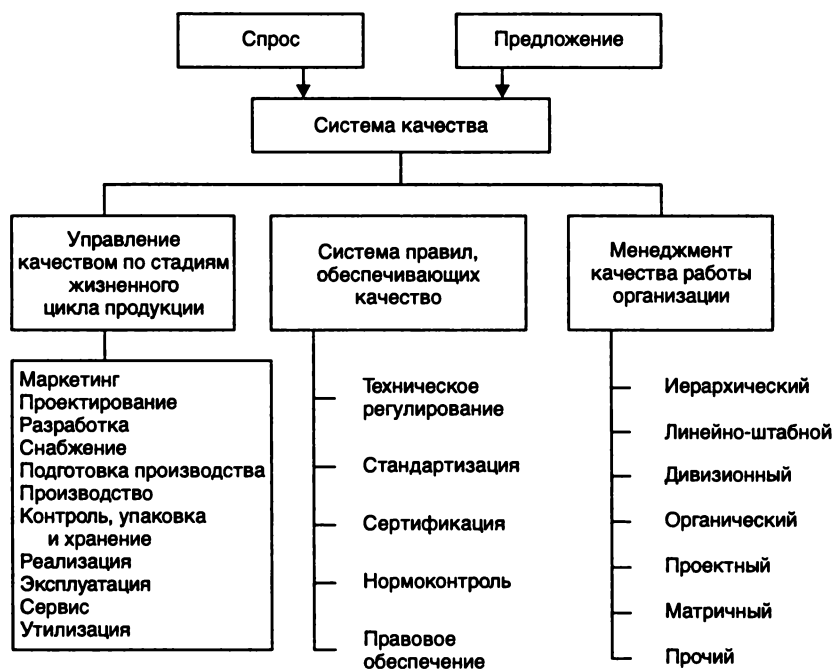 Спрос
Предложение
Система качества
Управление
качеством по стадиям
жизненного
цикла продукции
Система правил,
обеспечивающих
качество
Менеджмент
качества работы
организации
Маркетинг
Проектирование
Разработка
Снабжение
Подготовка производства
Производство
Контроль, упаковка
и хранение
Реализация
Эксплуатация
Сервис
Утилизация
Техническое
регулирование
Стандартизация
Сертификация
Нормоконтроль
Правовое
обеспечение
Иерархический
Линейно-штабной
Дивизионный
Органический
Проектный
Матричный
Прочий